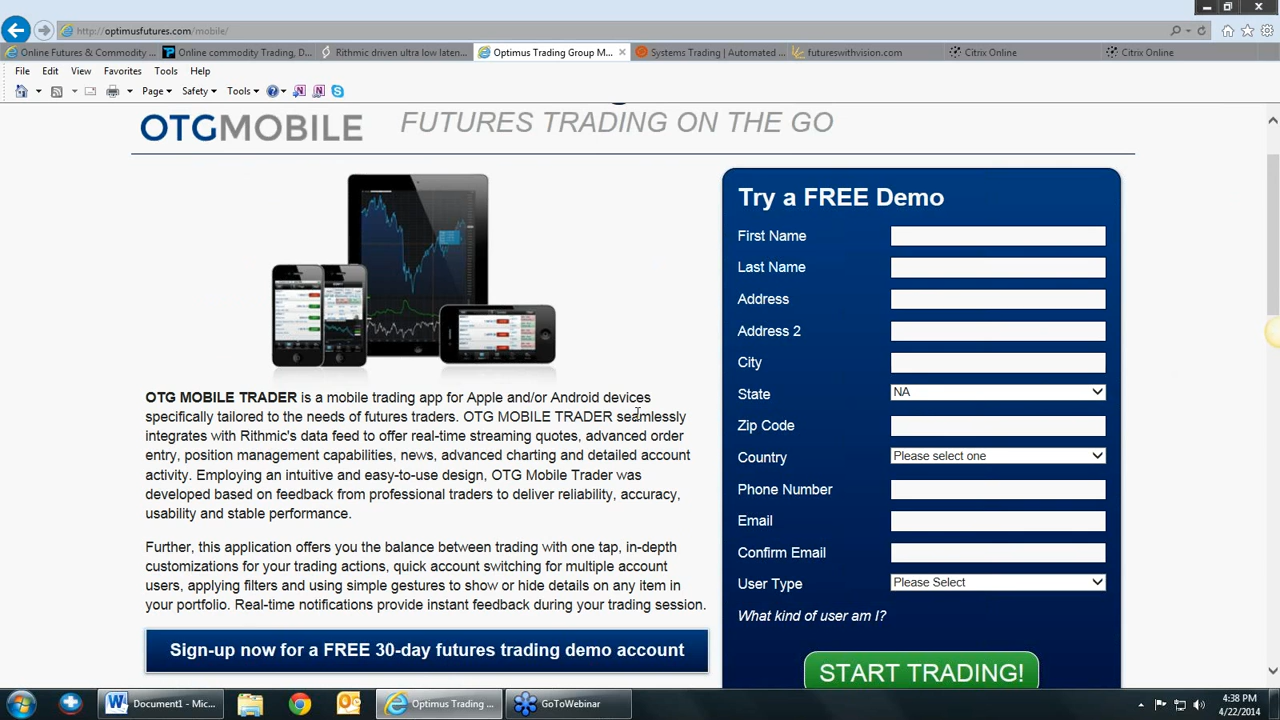 http://optimusfutures.com/mobile/
Online Futures & Commodity ...
Online commodity Trading, D...
Rithmic driven ultra low laten...
Optimus Trading Group M...
Systems Trading | Automated ...
futureswithvision.com
Citrix Online
Citrix Online
File Edit View Favorites Tools Help
Page Safety Tools
OTGMOBILE FUTURES TRADING ON THE GO
OTG MOBILE TRADER is a mobile trading app for Apple and/or Android devices
specifically tailored to the needs of futures traders. OTG MOBILE TRADER seamlessly
integrates with Rithmic's data feed to offer real-time streaming quotes, advanced order
entry, position management capabilities, news, advanced charting and detailed account
activity. Employing an intuitive and easy-to-use design, OTG Mobile Trader was
developed based on feedback from professional traders to deliver reliability, accuracy,
usability and stable performance.
Further, this application offers you the balance between trading with one tap, in-depth
customizations for your trading actions, quick account switching for multiple account
users, applying filters and using simple gestures to show or hide details on any item in
your portfolio. Real-time notifications provide instant feedback during your trading session.
Sign-up now for a FREE 30-day futures trading demo account
Try a FREE Demo
First Name
Last Name
Address
Address 2
City
State NA
Zip Code
Country Please select one
Phone Number
Email
Confirm Email
User Type Please Select
What kind of user am I?
START TRADING!
Document1 - Mic...
Optimus Trading ...
GoToWebinar
4:38 PM
4/22/2014